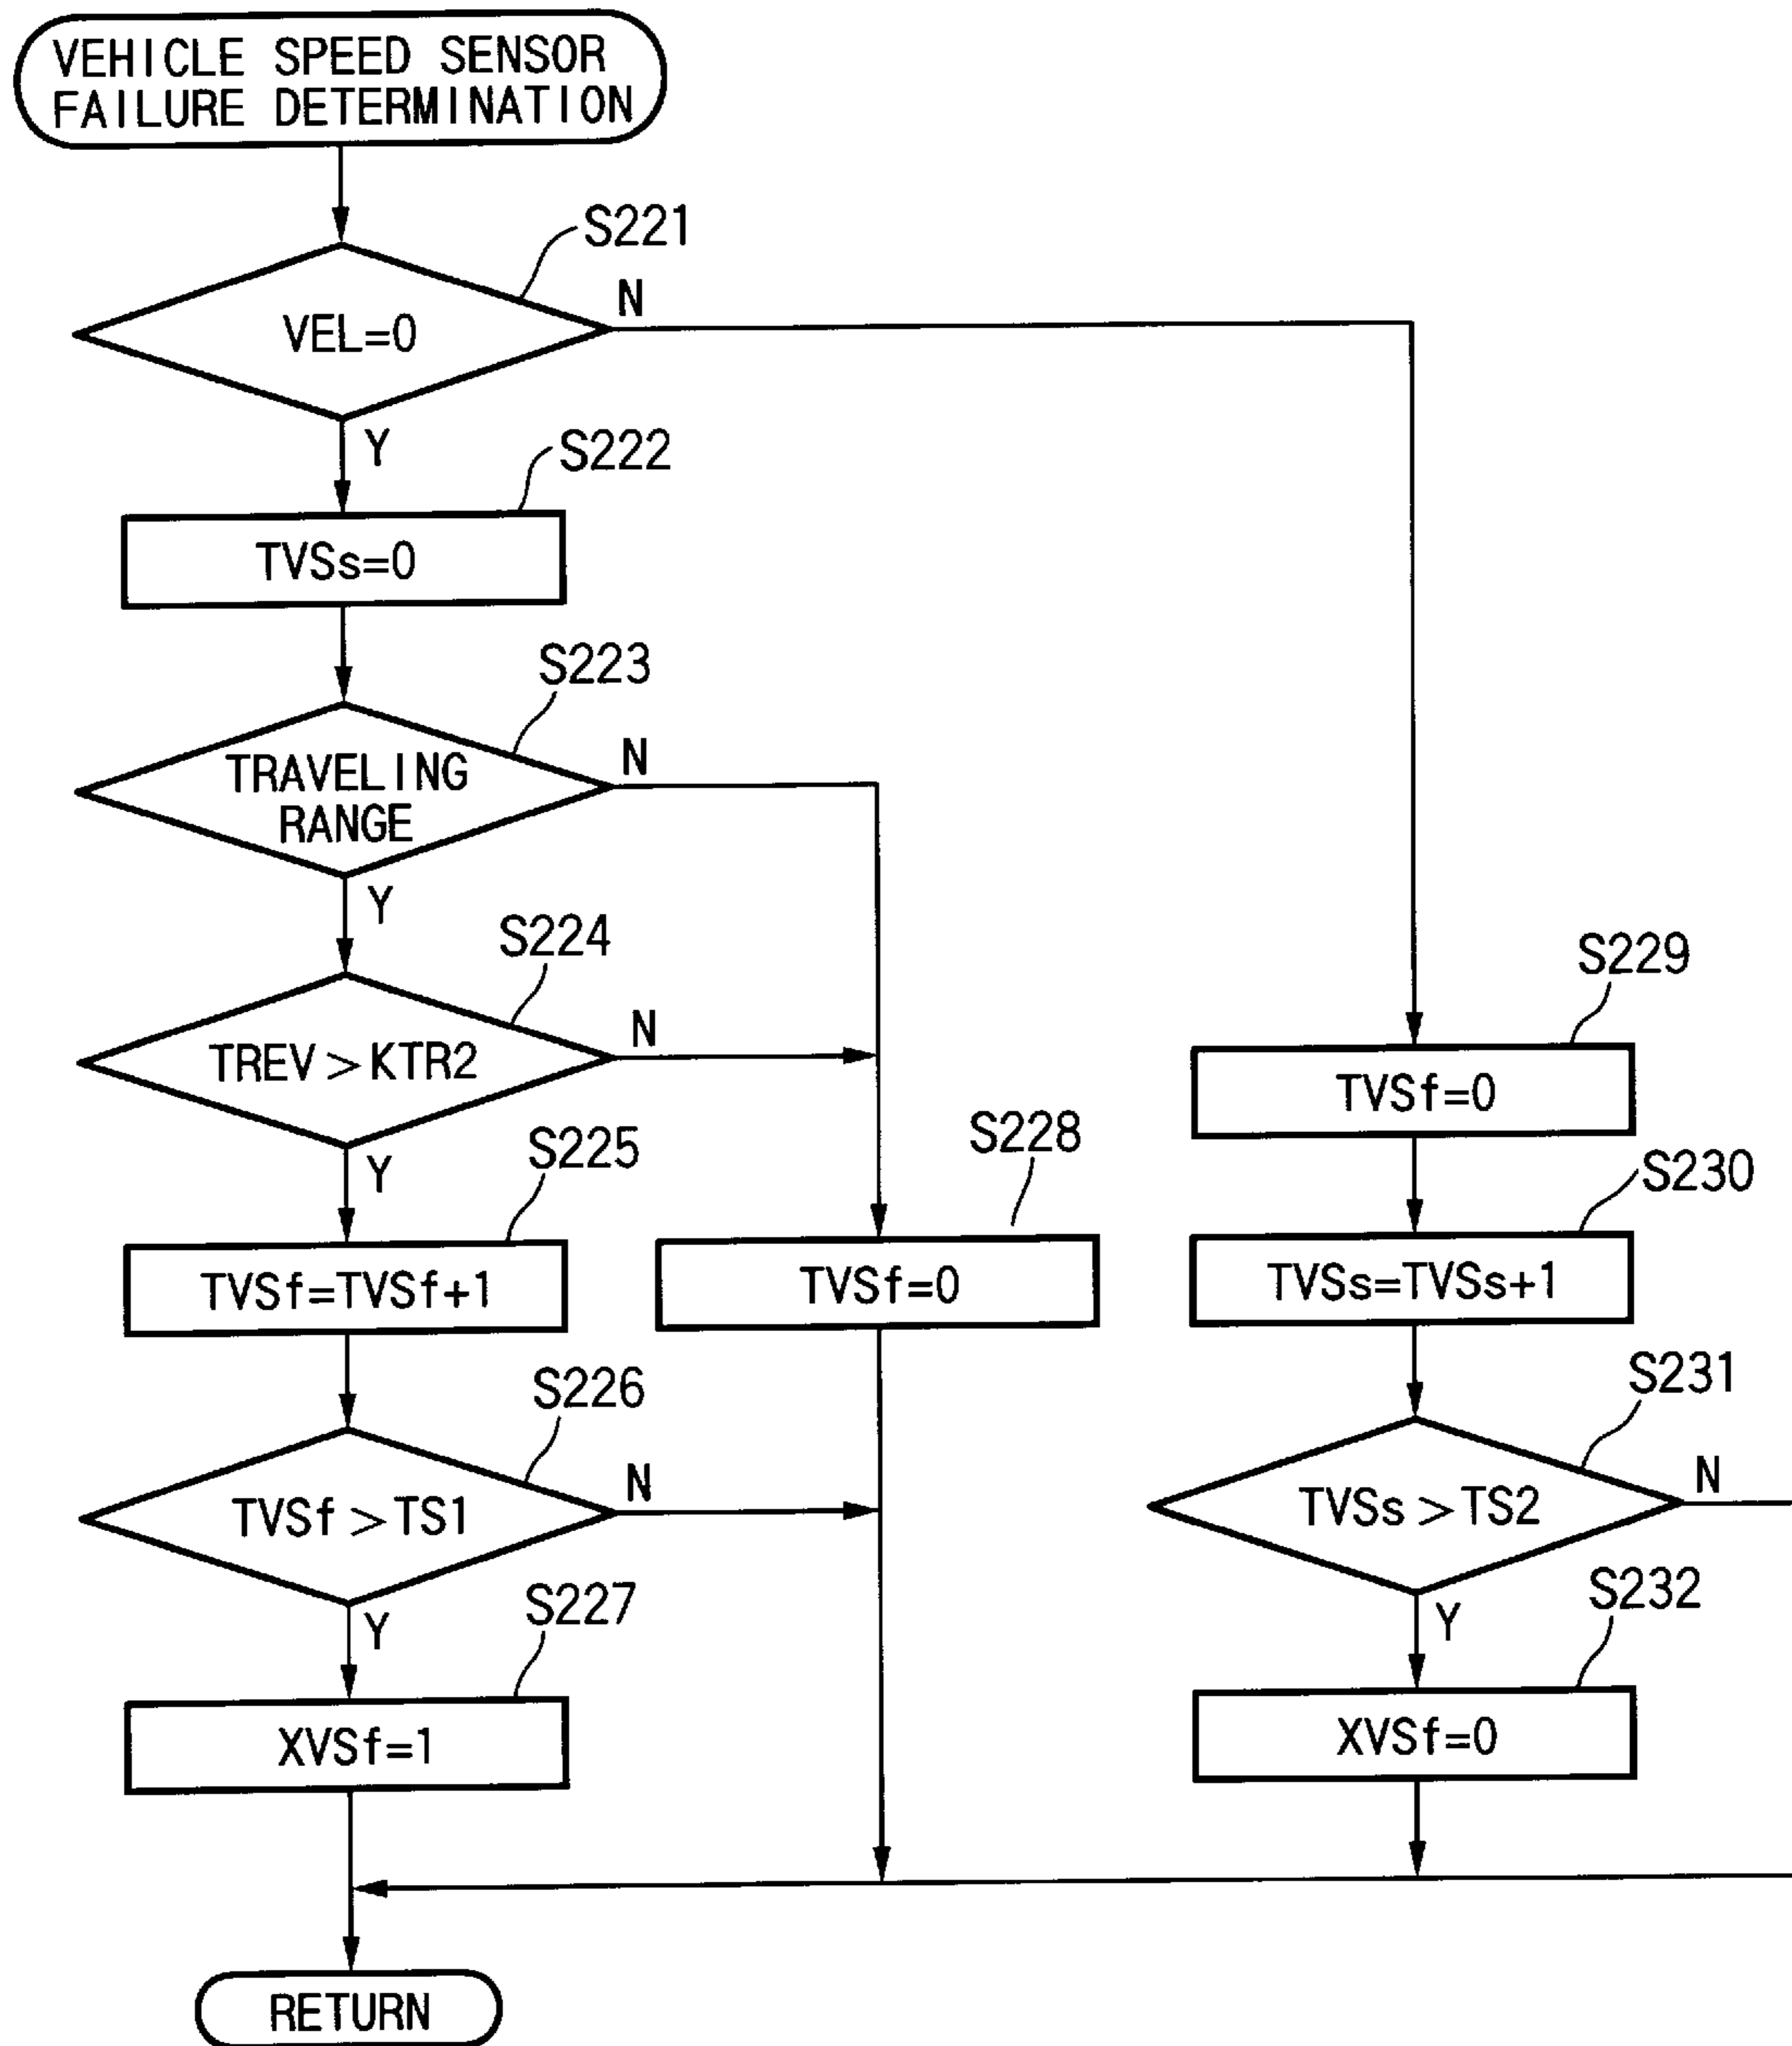 VEHICLE SPEED SENSOR
FAILURE DETERMINATION
S221
VEL=0
N
Y
S222
TVSs=0
S223
TRAVELING
RANGE
N
Y
S224
TREV>KTR2
N
Y
S225
TVSf=TVSf+1
S226
TVSf>TS1
N
Y
S227
XVSf=1
S228
TVSf=0
S229
TVSf=0
S230
TVSs=TVSs+1
S231
TVSs>TS2
N
Y
S232
XVSf=0
RETURN